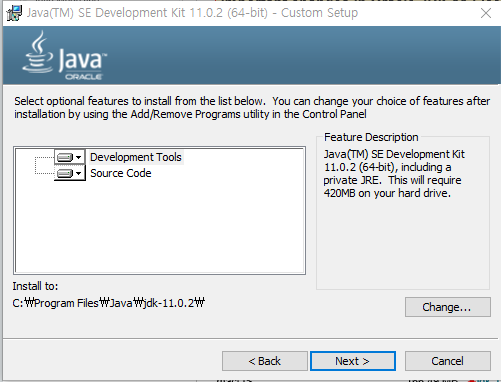 Java(TM) SE Development Kit 11.0.2 (64-bit) - Custom Setup
Java™
ORACLE
Select optional features to install from the list below. You can change your choice of features after
installation by using the Add/Remove Programs utility in the Control Panel
Development Tools
Source Code
Feature Description
Java(TM) SE Development Kit
11.0.2 (64-bit), including a
private JRE. This will require
420MB on your hard drive.
Install to:
C:₩Program Files₩Java₩jdk-11.0.2₩
Change...
< Back
Next >
Cancel